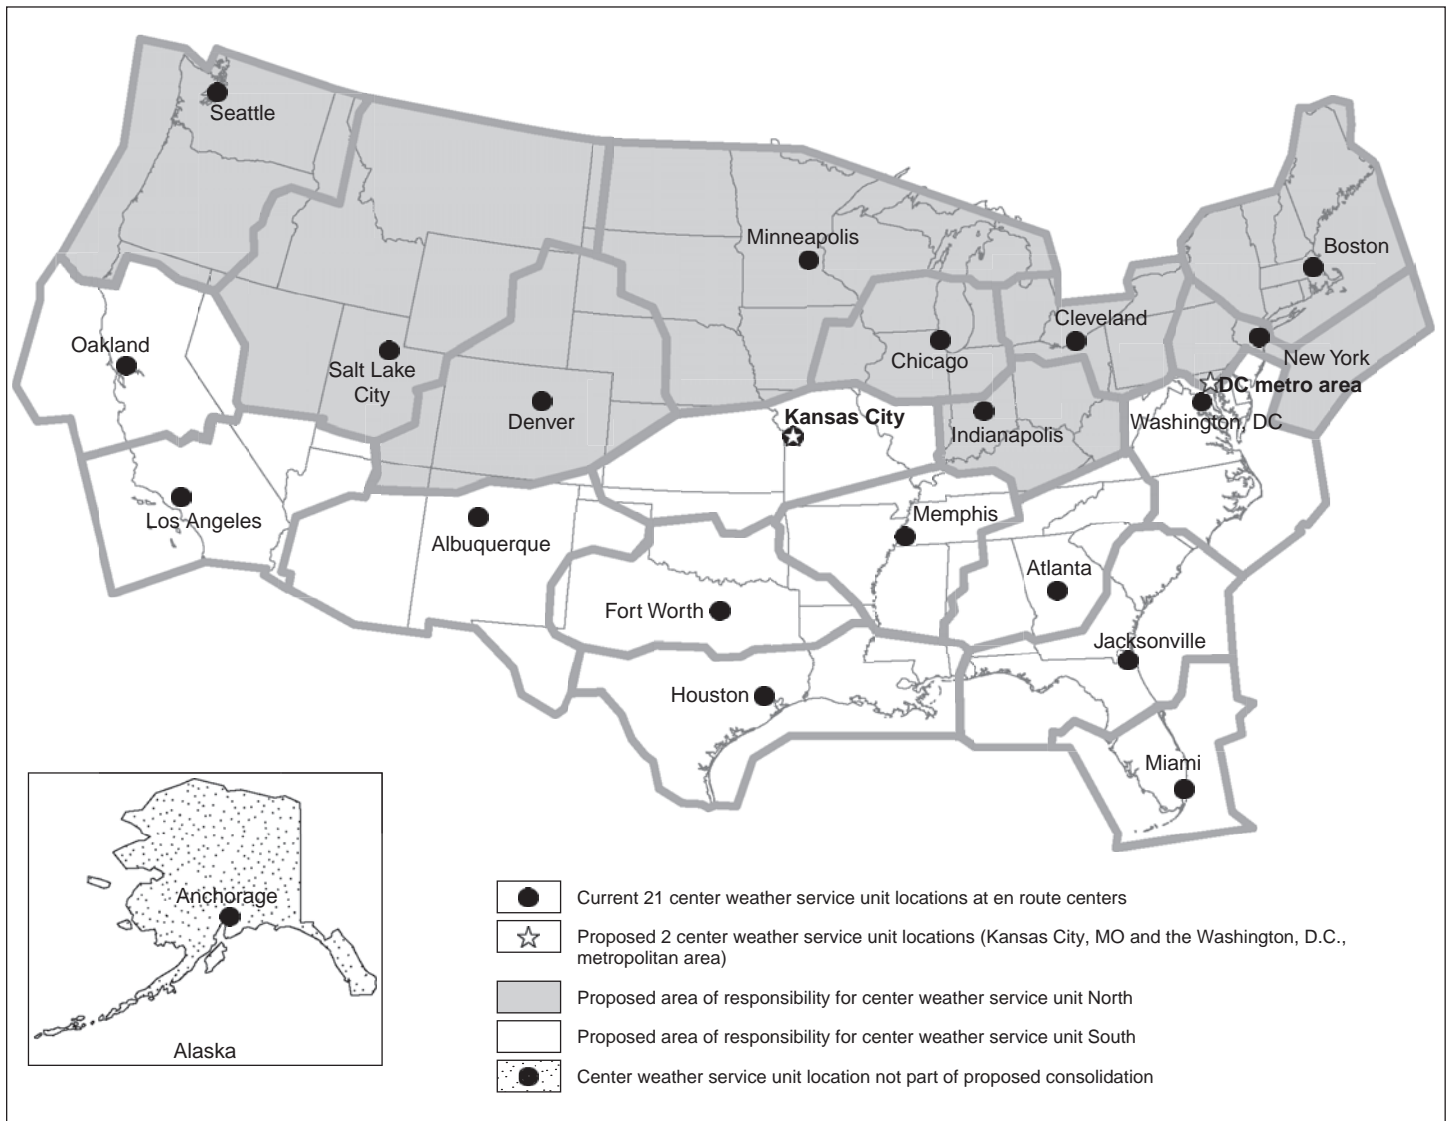 Seattle
Minneapolis
Boston
Cleveland
Oakland
Chicago
New York
Salt Lake
City
DC metro area
Denver
Kansas City
Washington, DC
Indianapolis
Los Angeles
Memphis
Albuquerque
Atlanta
Fort Worth
Jacksonville
Houston
Miami
Anchorage
Alaska
Current 21 center weather service unit locations at en route centers
Proposed 2 center weather service unit locations (Kansas City, MO and the Washington, D.C.,
metropolitan area)
Proposed area of responsibility for center weather service unit North
Proposed area of responsibility for center weather service unit South
Center weather service unit location not part of proposed consolidation